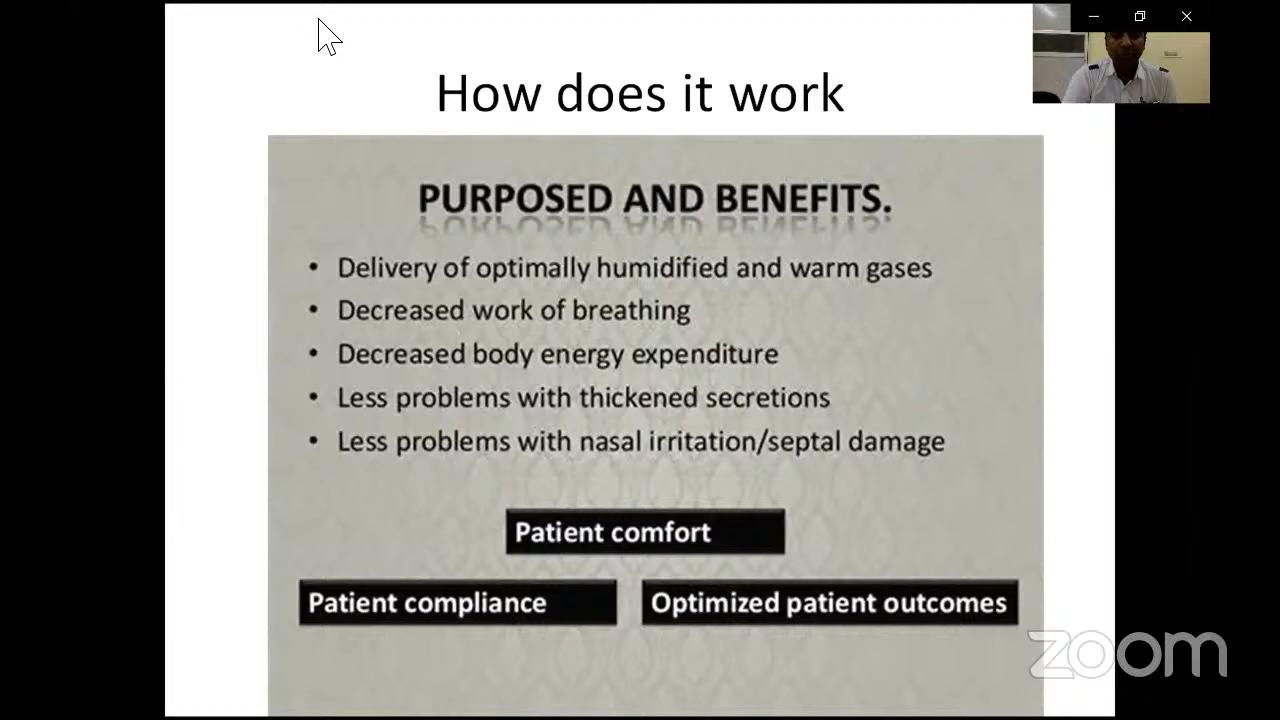 How does it work
PURPOSED AND BENEFITS.
• Delivery of optimally humidified and warm gases
• Decreased work of breathing
• Decreased body energy expenditure
• Less problems with thickened secretions
• Less problems with nasal irritation/septal damage
Patient comfort
Patient compliance
Optimized patient outcomes
zoom